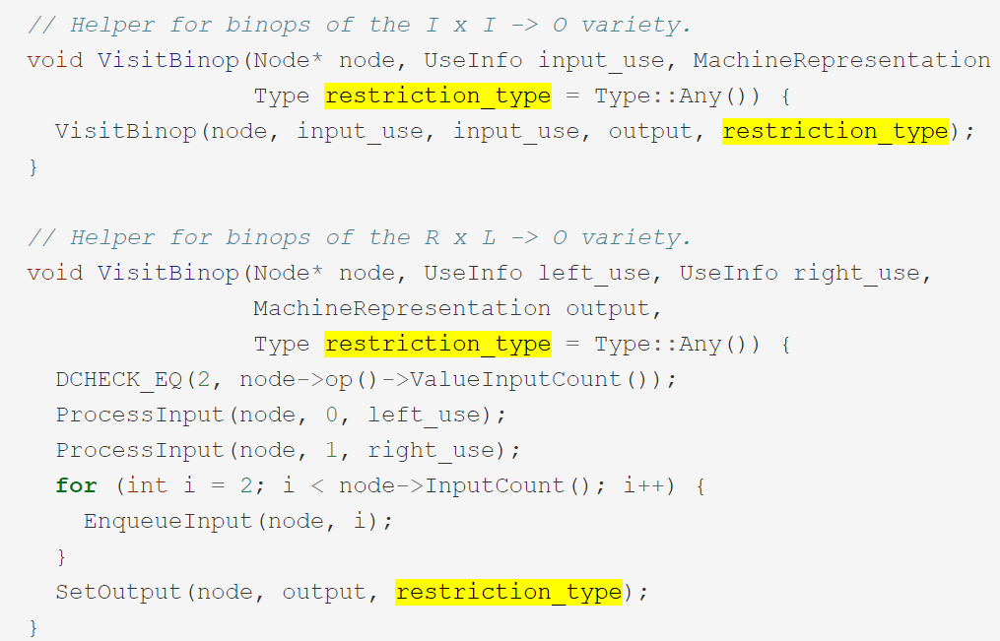 // Helper for binops of the I x I -> O variety.
void VisitBinop(Node* node, UseInfo input_use, MachineRepresentation
Type restriction_type = Type::Any()) {
VisitBinop(node, input_use, input_use, output, restriction_type);
}
// Helper for binops of the R x L -> O variety.
void VisitBinop(Node* node, UseInfo left_use, UseInfo right_use,
MachineRepresentation output,
Type restriction_type = Type::Any()) {
DCHECK_EQ(2, node->op()->ValueInputCount());
ProcessInput(node, 0, left_use);
ProcessInput(node, 1, right_use);
for (int i = 2; i < node->InputCount(); i++) {
EnqueueInput(node, i);
}
SetOutput(node, output, restriction_type);
}